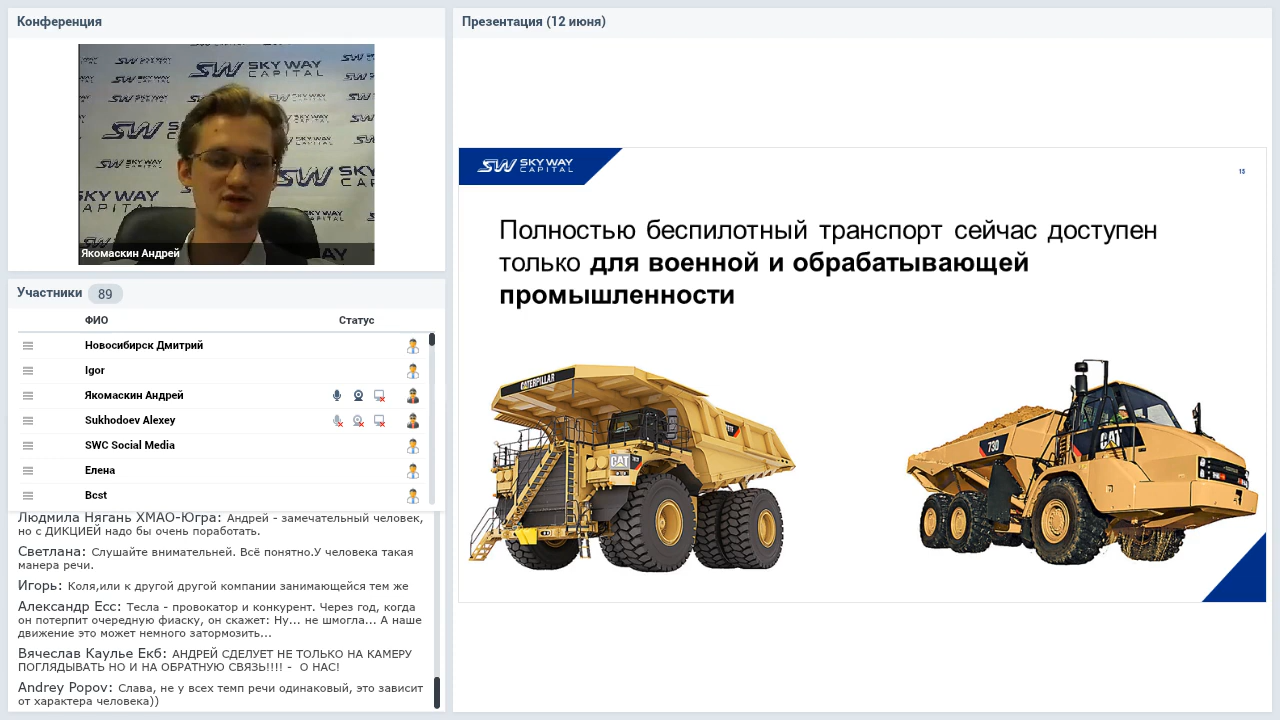 Конференция
SKY WAY
CAPITAL
Якомаскин Андрей
Участники 89
ФИО Статус
Новосибирск Дмитрий
Igor
Якомаскин Андрей
Sukhodoev Alexey
SWC Social Media
Елена
Bcst
Людмила Нягань ХМАО-Югра: Андрей - замечательный человек,
но с ДИКЦИЕЙ надо бы очень поработать.
Светлана: Слушайте внимательней. Всё понятно.У человека такая
манера речи.
Игорь: Коля,или к другой другой компании занимающейся тем же
Александр Есс: Тесла - провокатор и конкурент. Через год, когда
он потерпит очередную фиаску, он скажет: Ну... не шмогла... А наше
движение это может немного затормозить...
Вячеслав Каулье Екб: АНДРЕЙ СДЕЛУЕТ НЕ ТОЛЬКО НА КАМЕРУ
ПОГЛЯДЫВАТЬ НО И НА ОБРАТНУЮ СВЯЗЬ!!!! - О НАС!
Andrey Popov: Слава, не у всех темп речи одинаковый, это зависит
от характера человека))
Презентация (12 июня)
SW SKY WAY
CAPITAL
15
Полностью беспилотный транспорт сейчас доступен
только для военной и обрабатывающей
промышленности
CATERPILLAR
CAT
730
CAT